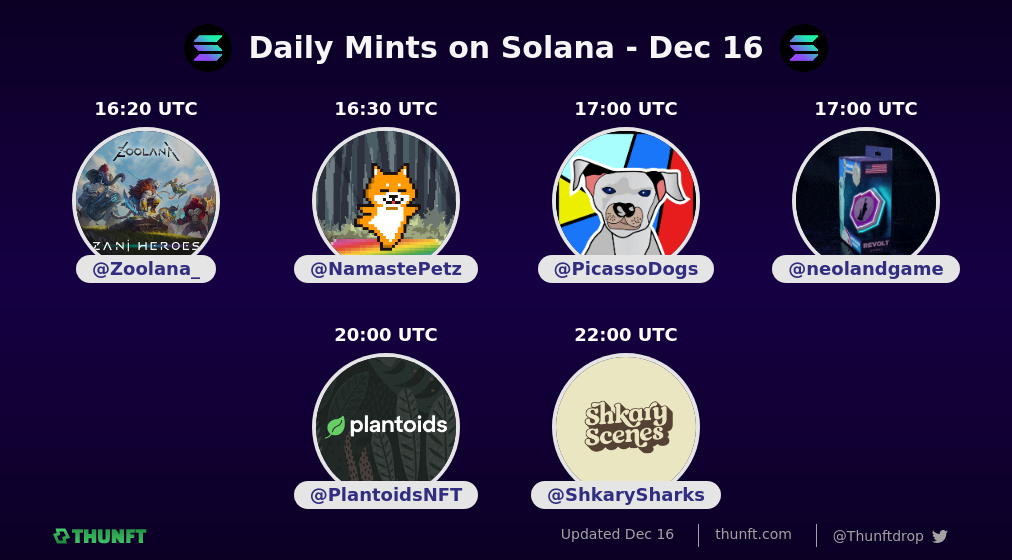 Daily Mints on Solana - Dec 16
16:20 UTC
16:30 UTC
17:00 UTC
17:00 UTC
ZOOLANA
ZANI HEROES
REVOLT
@Zoolana_
@NamastePetz
@PicassoDogs
@neolandgame
20:00 UTC
22:00 UTC
plantoids
Shkary
Scenes
@PlantoidsNFT
@ShkarySharks
THUNFT
Updated Dec 16
thunft.com
@Thunftdrop